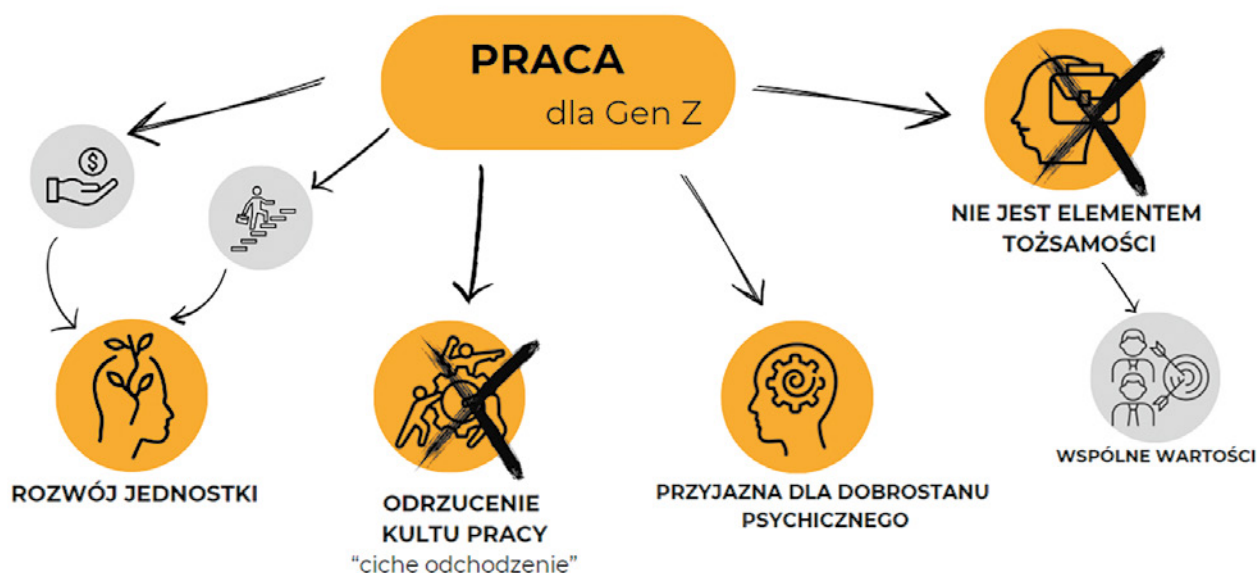 PRACA
dla Gen Z
$
NIE JEST ELEMENTEM
TOŻSAMOŚCI
ROZWÓJ JEDNOSTKI
ODRZUCENIE
KULTU PRACY
“ciche odchodzenie”
PRZYJAZNA DLA DOBROSTANU
PSYCHICZNEGO
WSPÓLNE WARTOŚCI